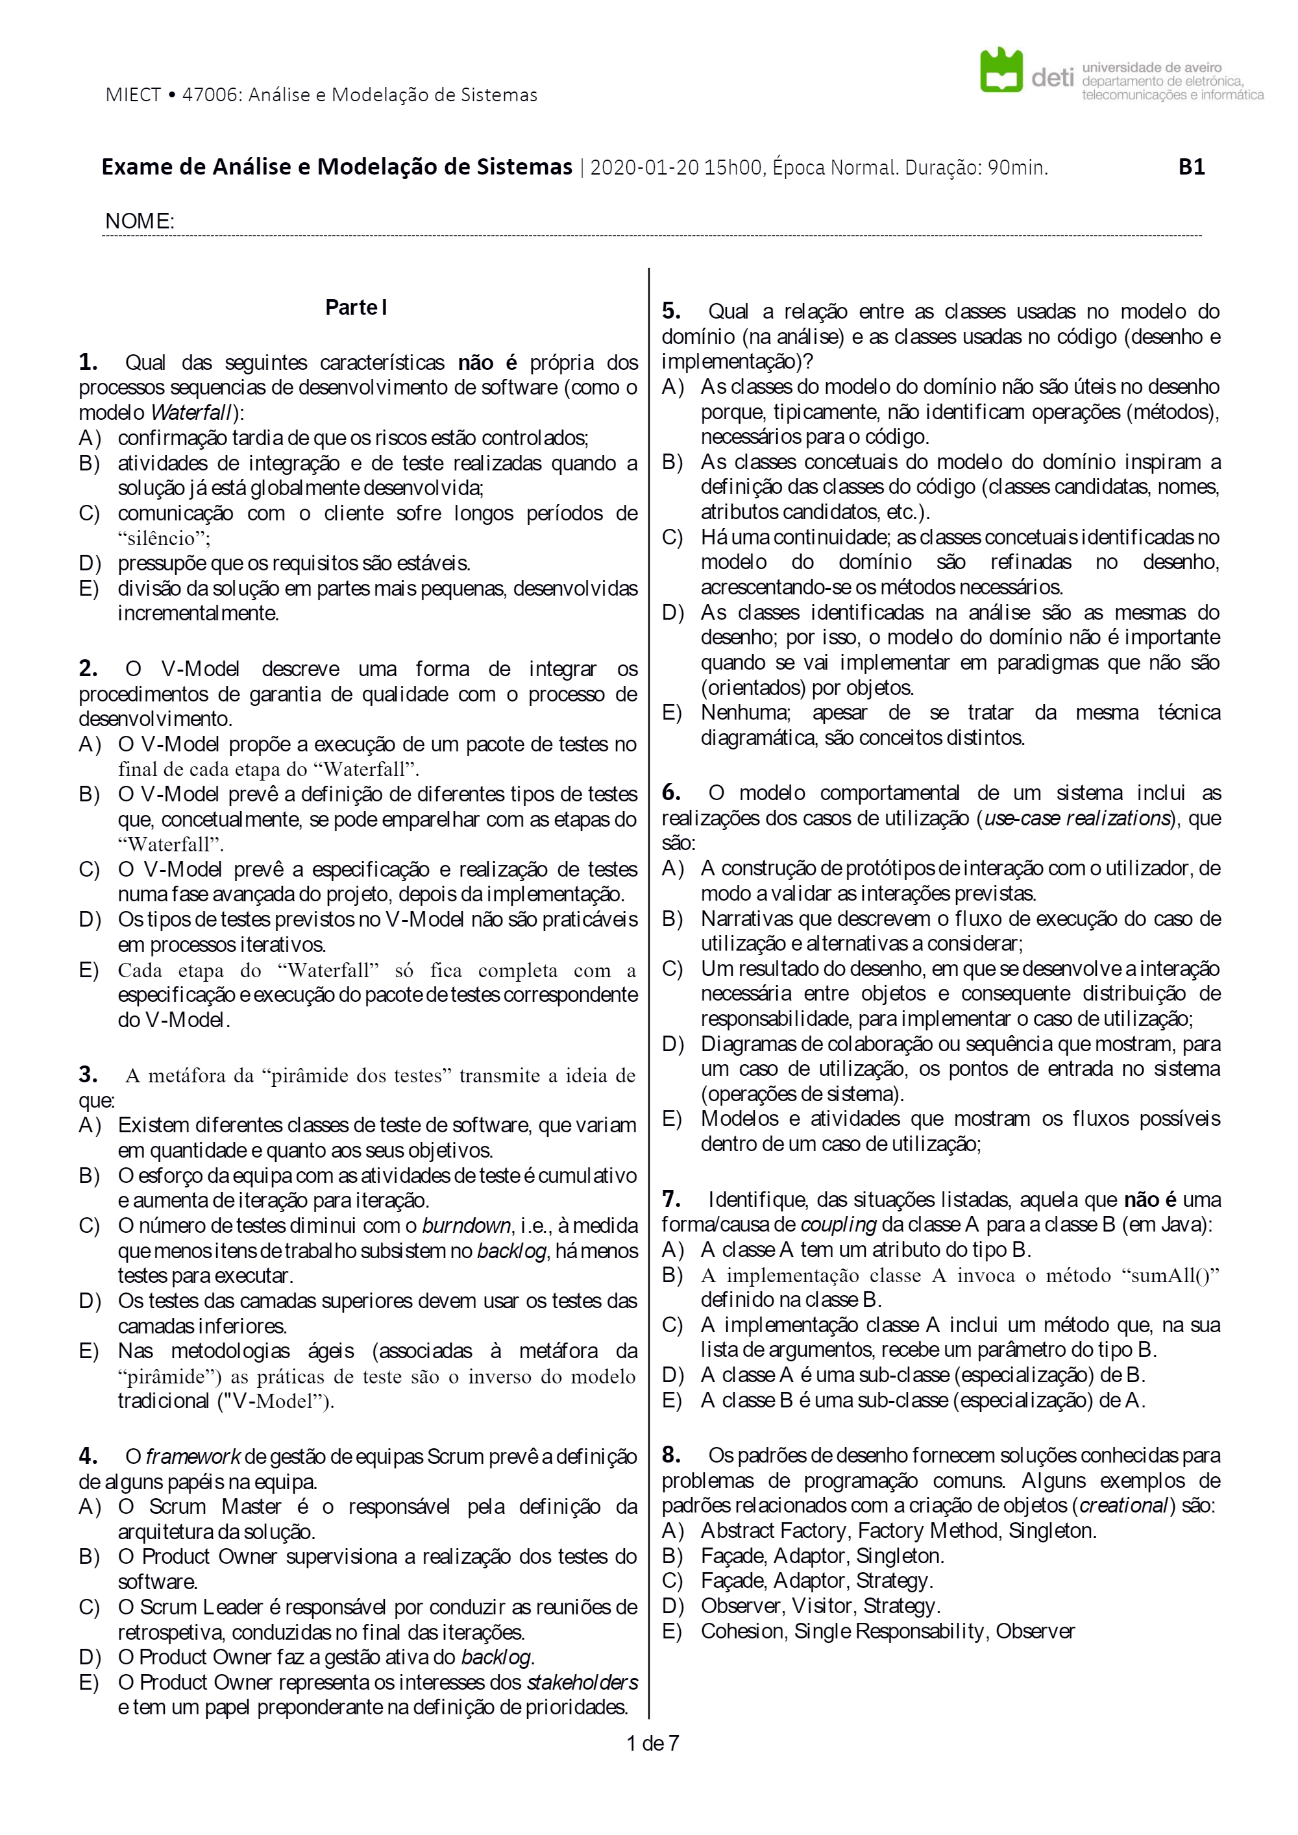 MIECT • 47006: Análise e Modelação de Sistemas
deti universidade de aveiro
departamento de eletrónica,
telecomunicações e informática
Exame de Análise e Modelação de Sistemas | 2020-01-20 15h00, Época Normal. Duração: 90min. B1
NOME:
Parte I
1. Qual das seguintes características não é própria dos
processos sequencias de desenvolvimento de software (como o
modelo Waterfall):
A) confirmação tardia de que os riscos estão controlados;
B) atividades de integração e de teste realizadas quando a
solução já está globalmente desenvolvida;
C) comunicação com o cliente sofre longos períodos de
“silêncio”;
D) pressupõe que os requisitos são estáveis.
E) divisão da solução em partes mais pequenas, desenvolvidas
incrementalmente.
2. O V-Model descreve uma forma de integrar os
procedimentos de garantia de qualidade com o processo de
desenvolvimento.
A) O V-Model propõe a execução de um pacote de testes no
final de cada etapa do “Waterfall”.
B) O V-Model prevê a definição de diferentes tipos de testes
que, concetualmente, se pode emparelhar com as etapas do
“Waterfall”.
C) O V-Model prevê a especificação e realização de testes
numa fase avançada do projeto, depois da implementação.
D) Os tipos de testes previstos no V-Model não são praticáveis
em processos iterativos.
E) Cada etapa do “Waterfall” só fica completa com a
especificação e execução do pacote de testes correspondente
do V-Model.
3. A metáfora da “pirâmide dos testes” transmite a ideia de
que:
A) Existem diferentes classes de teste de software, que variam
em quantidade e quanto aos seus objetivos.
B) O esforço da equipa com as atividades de teste é cumulativo
e aumenta de iteração para iteração.
C) O número de testes diminui com o burndown, i.e., à medida
que menos itens de trabalho subsistem no backlog, há menos
testes para executar.
D) Os testes das camadas superiores devem usar os testes das
camadas inferiores.
E) Nas metodologias ágeis (associadas à metáfora da
“pirâmide”) as práticas de teste são o inverso do modelo
tradicional ("V-Model”).
4. O framework de gestão de equipas Scrum prevê a definição
de alguns papéis na equipa.
A) O Scrum Master é o responsável pela definição da
arquitetura da solução.
B) O Product Owner supervisiona a realização dos testes do
software.
C) O Scrum Leader é responsável por conduzir as reuniões de
retrospetiva, conduzidas no final das iterações.
D) O Product Owner faz a gestão ativa do backlog.
E) O Product Owner representa os interesses dos stakeholders
e tem um papel preponderante na definição de prioridades.
5. Qual a relação entre as classes usadas no modelo do
domínio (na análise) e as classes usadas no código (desenho e
implementação)?
A) As classes do modelo do domínio não são úteis no desenho
porque, tipicamente, não identificam operações (métodos),
necessários para o código.
B) As classes concetuais do modelo do domínio inspiram a
definição das classes do código (classes candidatas, nomes,
atributos candidatos, etc.).
C) Há uma continuidade; as classes concetuais identificadas no
modelo do domínio são refinadas no desenho,
acrescentando-se os métodos necessários.
D) As classes identificadas na análise são as mesmas do
desenho; por isso, o modelo do domínio não é importante
quando se vai implementar em paradigmas que não são
(orientados) por objetos.
E) Nenhuma; apesar de se tratar da mesma técnica
diagramática, são conceitos distintos.
6. O modelo comportamental de um sistema inclui as
realizações dos casos de utilização (use-case realizations), que
são:
A) A construção de protótipos de interação com o utilizador, de
modo a validar as interações previstas.
B) Narrativas que descrevem o fluxo de execução do caso de
utilização e alternativas a considerar;
C) Um resultado do desenho, em que se desenvolve a interação
necessária entre objetos e consequente distribuição de
responsabilidade, para implementar o caso de utilização;
D) Diagramas de colaboração ou sequência que mostram, para
um caso de utilização, os pontos de entrada no sistema
(operações de sistema).
E) Modelos e atividades que mostram os fluxos possíveis
dentro de um caso de utilização;
7. Identifique, das situações listadas, aquela que não é uma
forma/causa de coupling da classe A para a classe B (em Java):
A) A classe A tem um atributo do tipo B.
B) A implementação classe A invoca o método “sumAll()”
definido na classe B.
C) A implementação classe A inclui um método que, na sua
lista de argumentos, recebe um parâmetro do tipo B.
D) A classe A é uma sub-classe (especialização) de B.
E) A classe B é uma sub-classe (especialização) de A.
8. Os padrões de desenho fornecem soluções conhecidas para
problemas de programação comuns. Alguns exemplos de
padrões relacionados com a criação de objetos (creational) são:
A) Abstract Factory, Factory Method, Singleton.
B) Façade, Adaptor, Singleton.
C) Façade, Adaptor, Strategy.
D) Observer, Visitor, Strategy.
E) Cohesion, Single Responsability, Observer
1 de 7